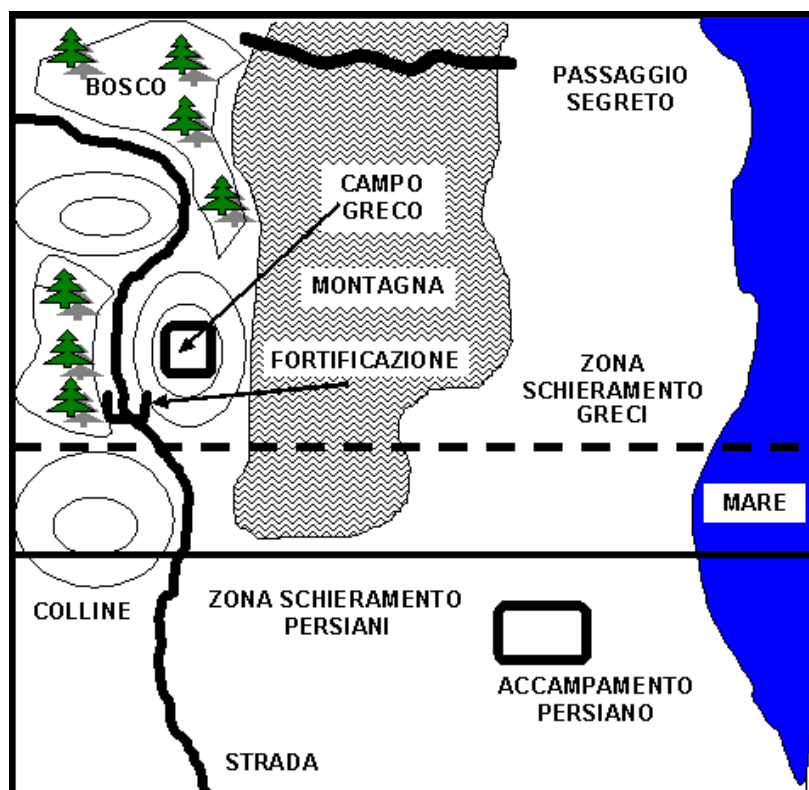 BOSCO
PASSAGGIO
SEGRETO
CAMPO
GRECO
MONTAGNA
FORTIFICAZIONE
ZONA
SCHIERAMENTO
GRECI
MARE
COLLINE
ZONA SCHIERAMENTO
PERSIANI
ACCAMPAMENTO
PERSIANO
STRADA